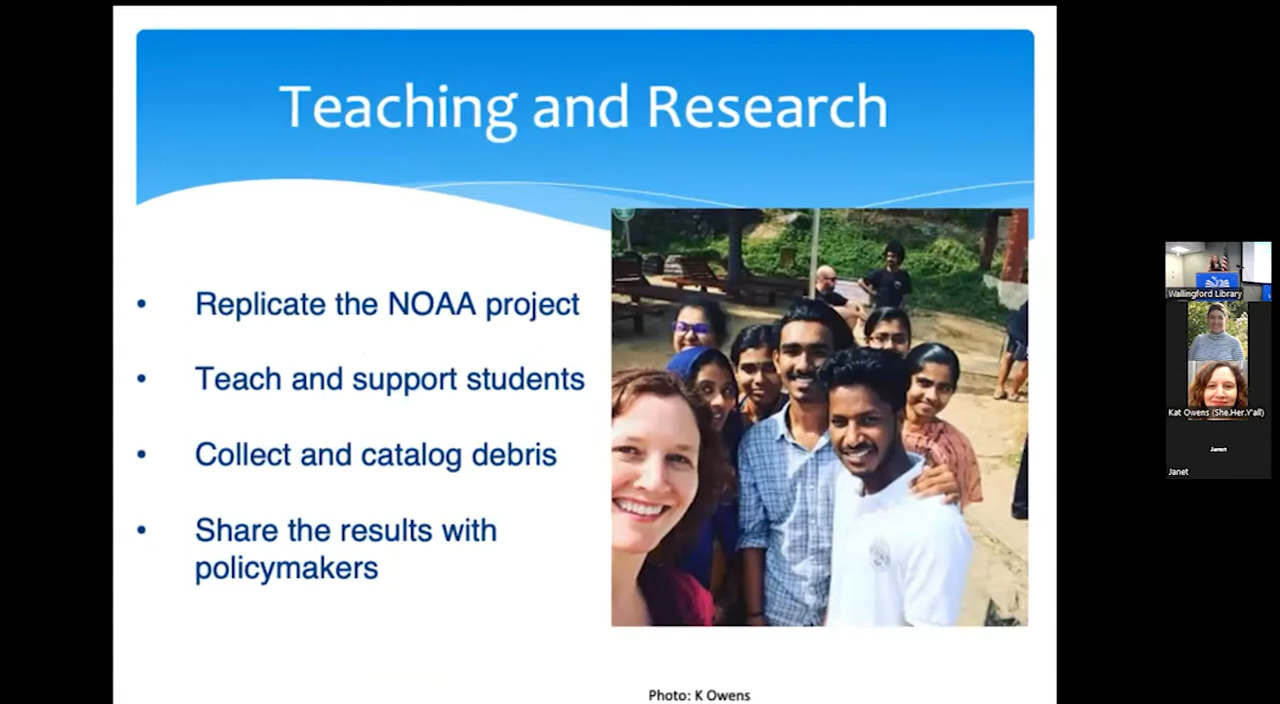 Teaching and Research
• Replicate the NOAA project
• Teach and support students
• Collect and catalog debris
• Share the results with
policymakers
Photo: K Owens
Wallingford Library
Kat Owens (She.Her.Y'all)
Janet
Janet